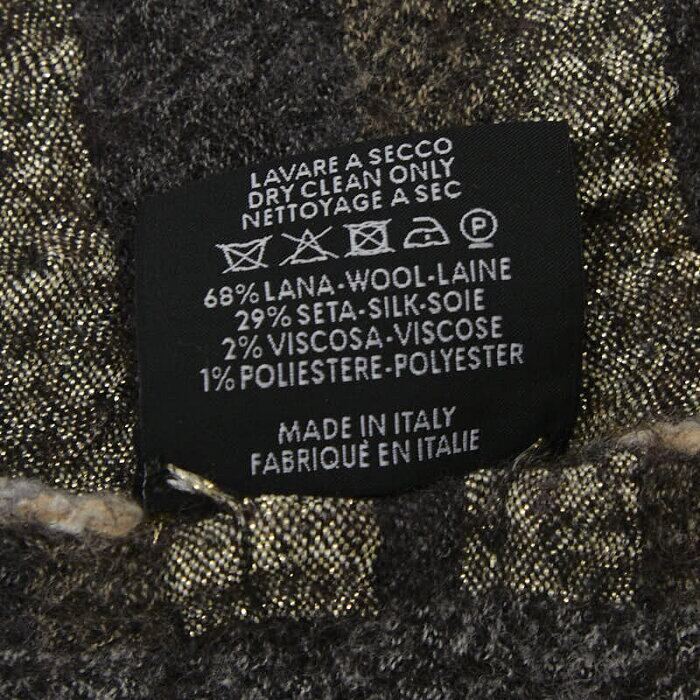 LAVARE A SECCO
DRY CLEAN ONLY
NETTOYAGE A SEC
P
68% LANA-WOOL-LAINE
29% SETA-SILK-SOIE
2% VISCOSA-VISCOSE
1% POLIESTERE-POLYESTER
MADE IN ITALY
FABRIQUÈ EN ITALIE